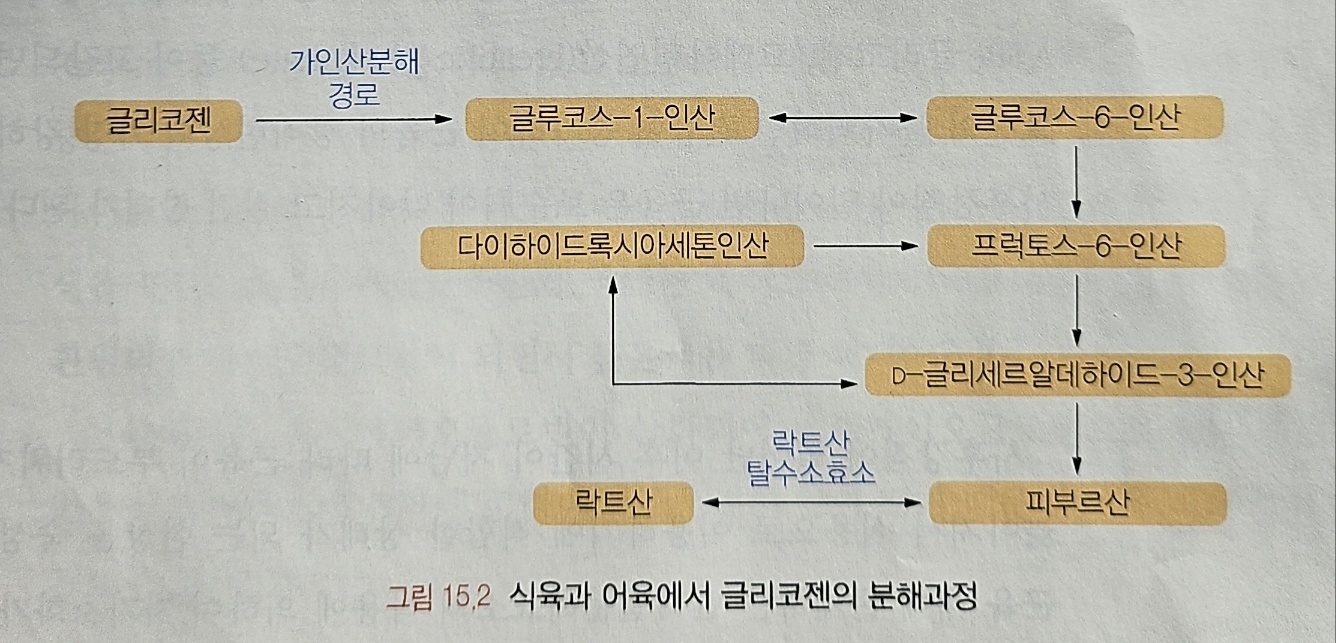 가인산분해
경로
글리코젠
글루코스-1-인산
글루코스-6-인산
다이하이드록시아세톤인산
프럭토스-6-인산
D-글리세르알데하이드-3-인산
락트산
탈수소효소
락트산
피부르산
그림 15.2 식육과 어육에서 글리코젠의 분해과정